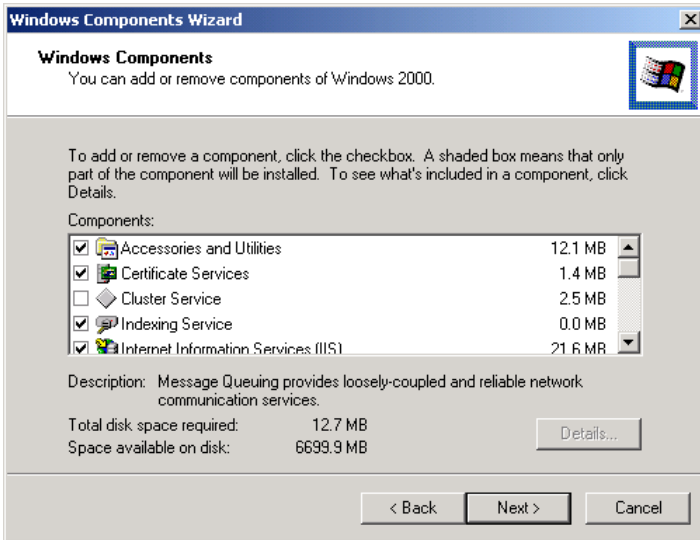 Windows Components Wizard
Windows Components
You can add or remove components of Windows 2000.
To add or remove a component, click the checkbox. A shaded box means that only
part of the component will be installed. To see what's included in a component, click
Details.
Components:
Accessories and Utilities 12.1 MB
Certificate Services 1.4 MB
Cluster Service 2.5 MB
Indexing Service 0.0 MB
Internet Information Services (IIS) 21.6 MB
Description: Message Queuing provides loosely-coupled and reliable network
communication services.
Total disk space required: 12.7 MB
Space available on disk: 6699.9 MB
Details...
< Back Next > Cancel